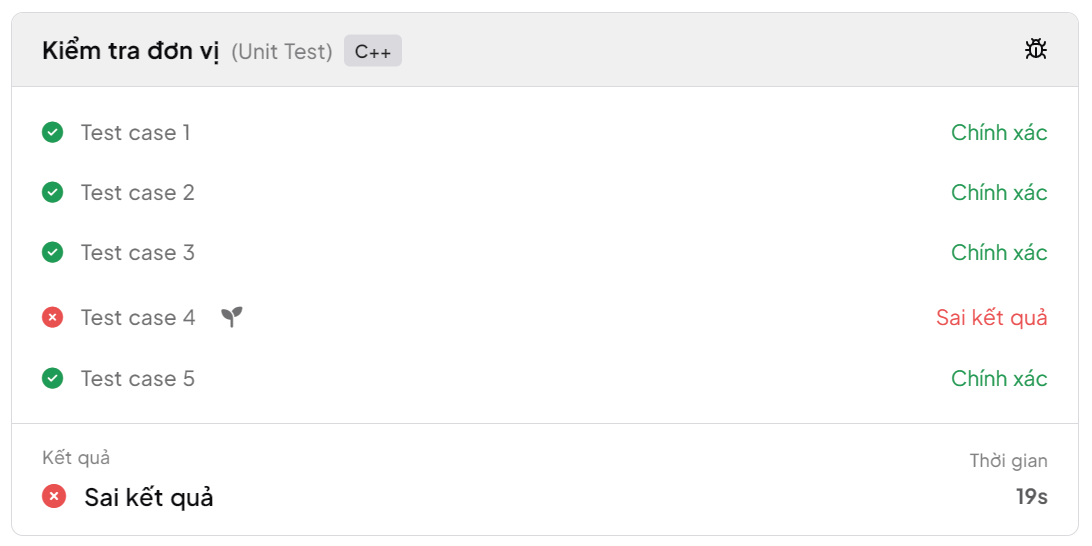 Kiểm tra đơn vị (Unit Test) C++
Test case 1 Chính xác
Test case 2 Chính xác
Test case 3 Chính xác
Test case 4 Sai kết quả
Test case 5 Chính xác
Kết quả Thời gian
Sai kết quả 19s